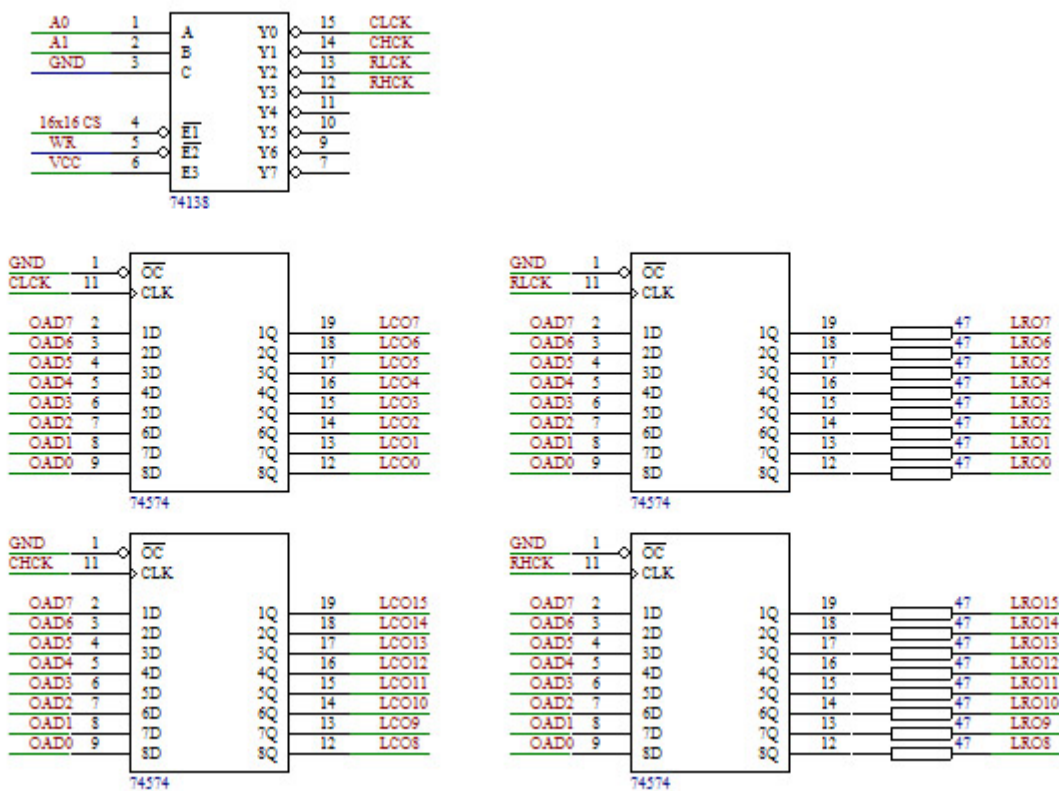 A0 1 A Y0 15 CLCK
A1 2 B Y1 14 CHCK
GND 3 C Y2 13 RLCK
Y3 12 RHCK
Y4 11
16x16 CS 4 E1 Y5 10
WR 5 E2 Y6 9
VCC 6 E3 Y7 7
74138
GND 1 OC
CLCK 11 CLK
OAD7 2 1D 1Q 19 LCO7
OAD6 3 2D 2Q 18 LCO6
OAD5 4 3D 3Q 17 LCO5
OAD4 5 4D 4Q 16 LCO4
OAD3 6 5D 5Q 15 LCO3
OAD2 7 6D 6Q 14 LCO2
OAD1 8 7D 7Q 13 LCO1
OAD0 9 8D 8Q 12 LCO0
74574
GND 1 OC
RLCK 11 CLK
OAD7 2 1D 1Q 19 47 LRO7
OAD6 3 2D 2Q 18 47 LRO6
OAD5 4 3D 3Q 17 47 LRO5
OAD4 5 4D 4Q 16 47 LRO4
OAD3 6 5D 5Q 15 47 LRO3
OAD2 7 6D 6Q 14 47 LRO2
OAD1 8 7D 7Q 13 47 LRO1
OAD0 9 8D 8Q 12 47 LRO0
74574
GND 1 OC
CHCK 11 CLK
OAD7 2 1D 1Q 19 LCO15
OAD6 3 2D 2Q 18 LCO14
OAD5 4 3D 3Q 17 LCO13
OAD4 5 4D 4Q 16 LCO12
OAD3 6 5D 5Q 15 LCO11
OAD2 7 6D 6Q 14 LCO10
OAD1 8 7D 7Q 13 LCO9
OAD0 9 8D 8Q 12 LCO8
74574
GND 1 OC
RHCK 11 CLK
OAD7 2 1D 1Q 19 47 LRO15
OAD6 3 2D 2Q 18 47 LRO14
OAD5 4 3D 3Q 17 47 LRO13
OAD4 5 4D 4Q 16 47 LRO12
OAD3 6 5D 5Q 15 47 LRO11
OAD2 7 6D 6Q 14 47 LRO10
OAD1 8 7D 7Q 13 47 LRO9
OAD0 9 8D 8Q 12 47 LRO8
74574